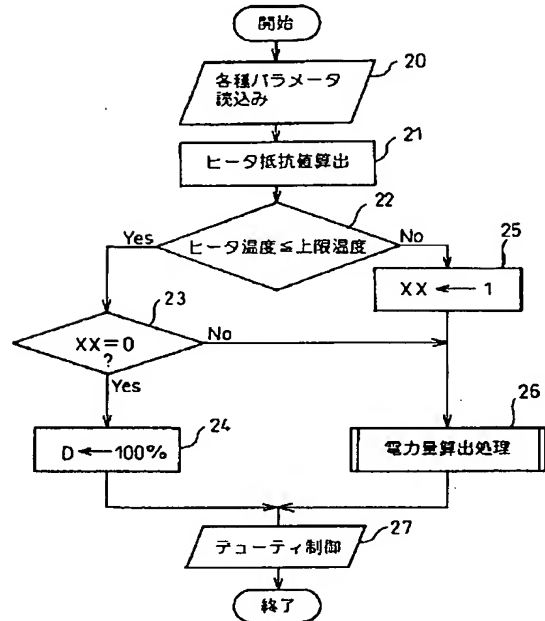 開始
20
各種パラメータ
読込み
21
ヒータ抵抗値算出
22
Yes
ヒータ温度≦上限温度
No
25
XX ← 1
23
XX=0
?
No
Yes
24
D ← 100%
26
電力量算出処理
27
デューティ制御
終了